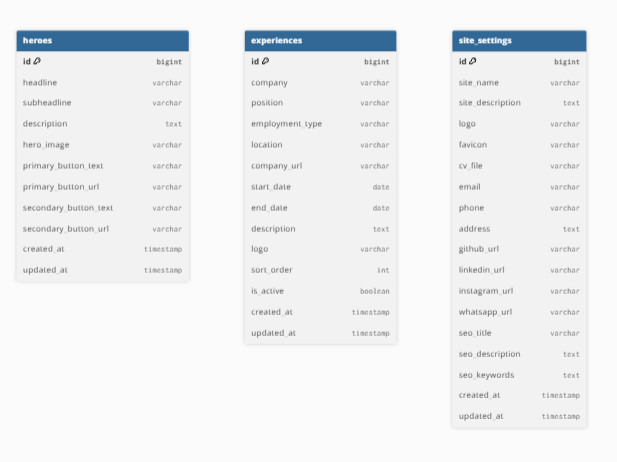 heroes
id bigint
headline varchar
subheadline varchar
description text
hero_image varchar
primary_button_text varchar
primary_button_url varchar
secondary_button_text varchar
secondary_button_url varchar
created_at timestamp
updated_at timestamp
experiences
id bigint
company varchar
position varchar
employment_type varchar
location varchar
company_url varchar
start_date date
end_date date
description text
logo varchar
sort_order int
is_active boolean
created_at timestamp
updated_at timestamp
site_settings
id bigint
site_name varchar
site_description text
logo varchar
favicon varchar
cv_file varchar
email varchar
phone varchar
address text
github_url varchar
linkedin_url varchar
instagram_url varchar
whatsapp_url varchar
seo_title varchar
seo_description text
seo_keywords text
created_at timestamp
updated_at timestamp